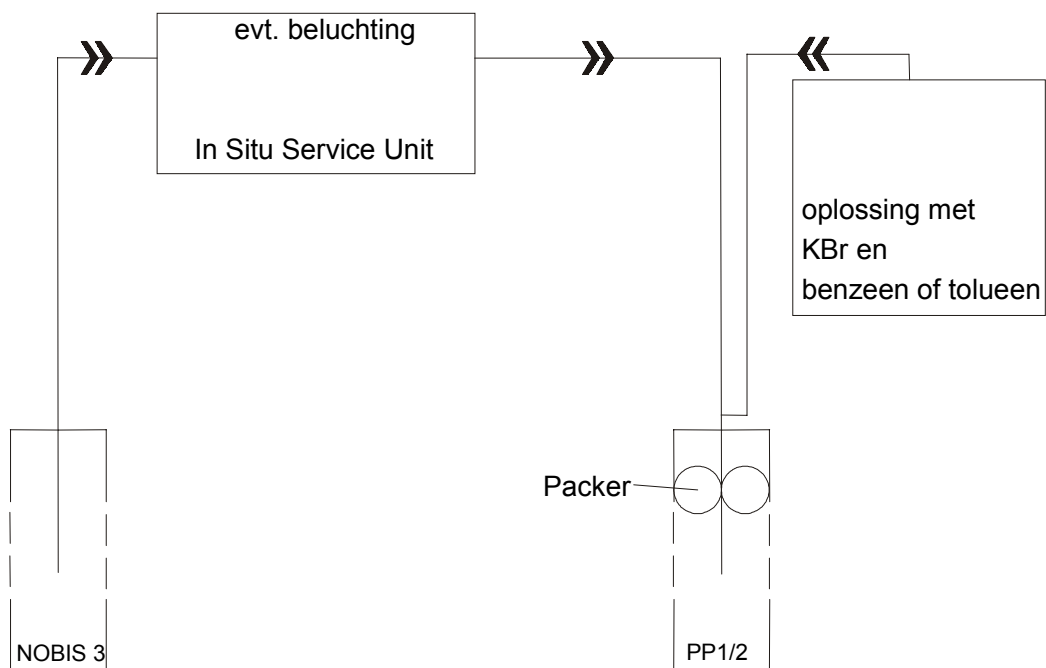 evt. beluchting
In Situ Service Unit
oplossing met
KBr en
benzeen of tolueen
Packer
NOBIS 3
PP1/2